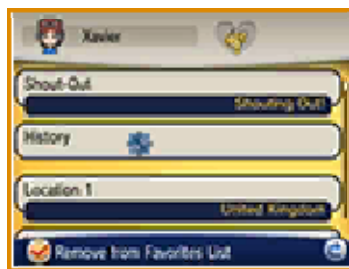 Xavier
Shout-Out
Shouting Out!
History
Location 1
United Kingdom
Remove from Favorites List